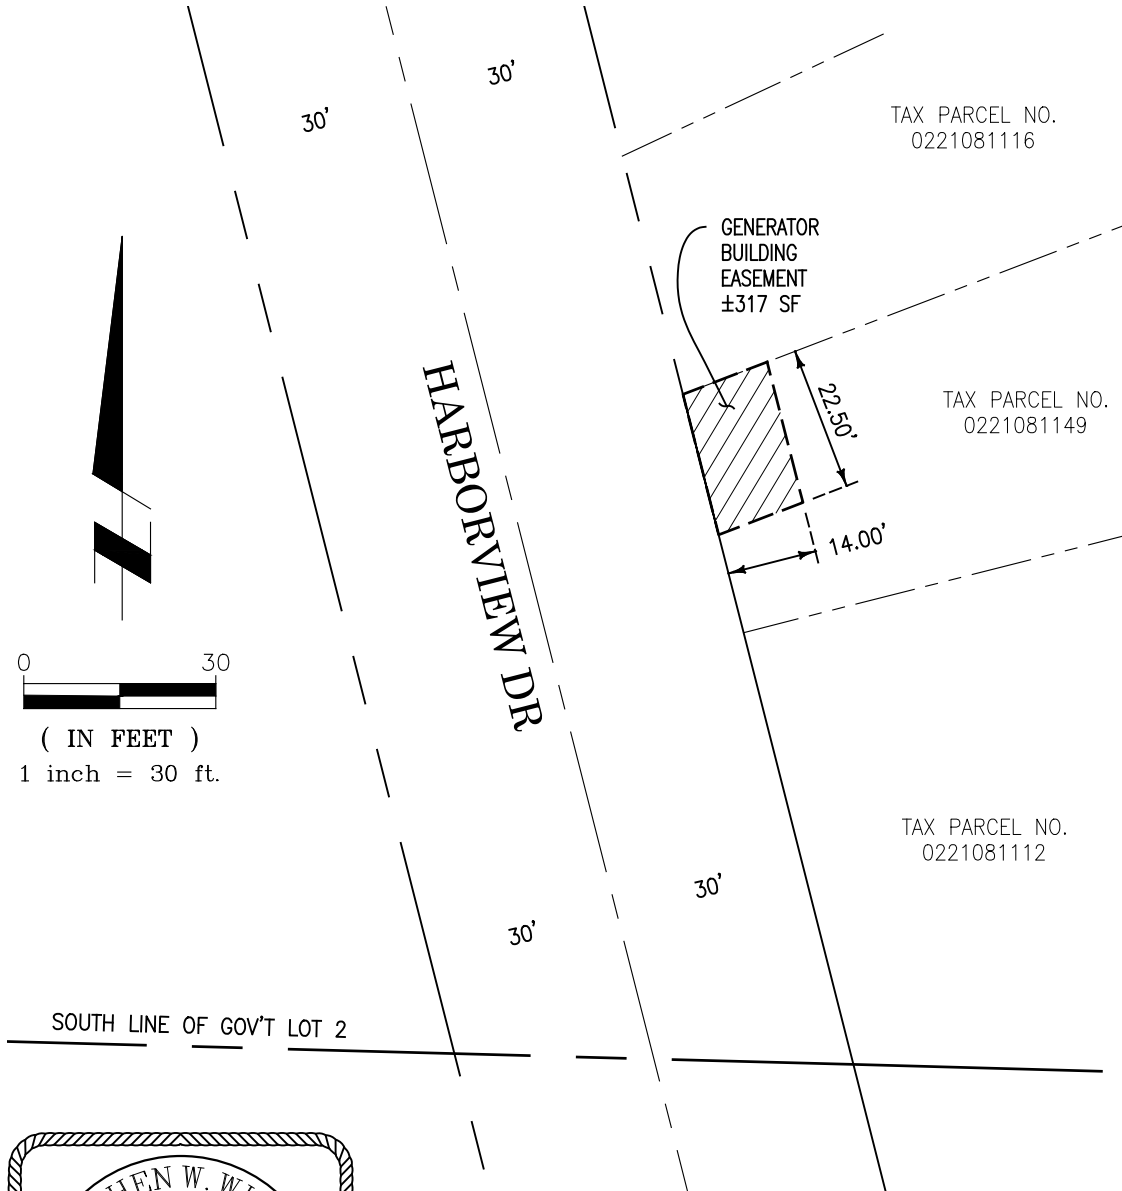 30'
30'
TAX PARCEL NO.
0221081116
GENERATOR
BUILDING
EASEMENT
±317 SF
22.50'
TAX PARCEL NO.
0221081149
HARBORVIEW DR
14.00'
0 30
( IN FEET )
1 inch = 30 ft.
TAX PARCEL NO.
0221081112
30'
30'
SOUTH LINE OF GOV'T LOT 2
W.